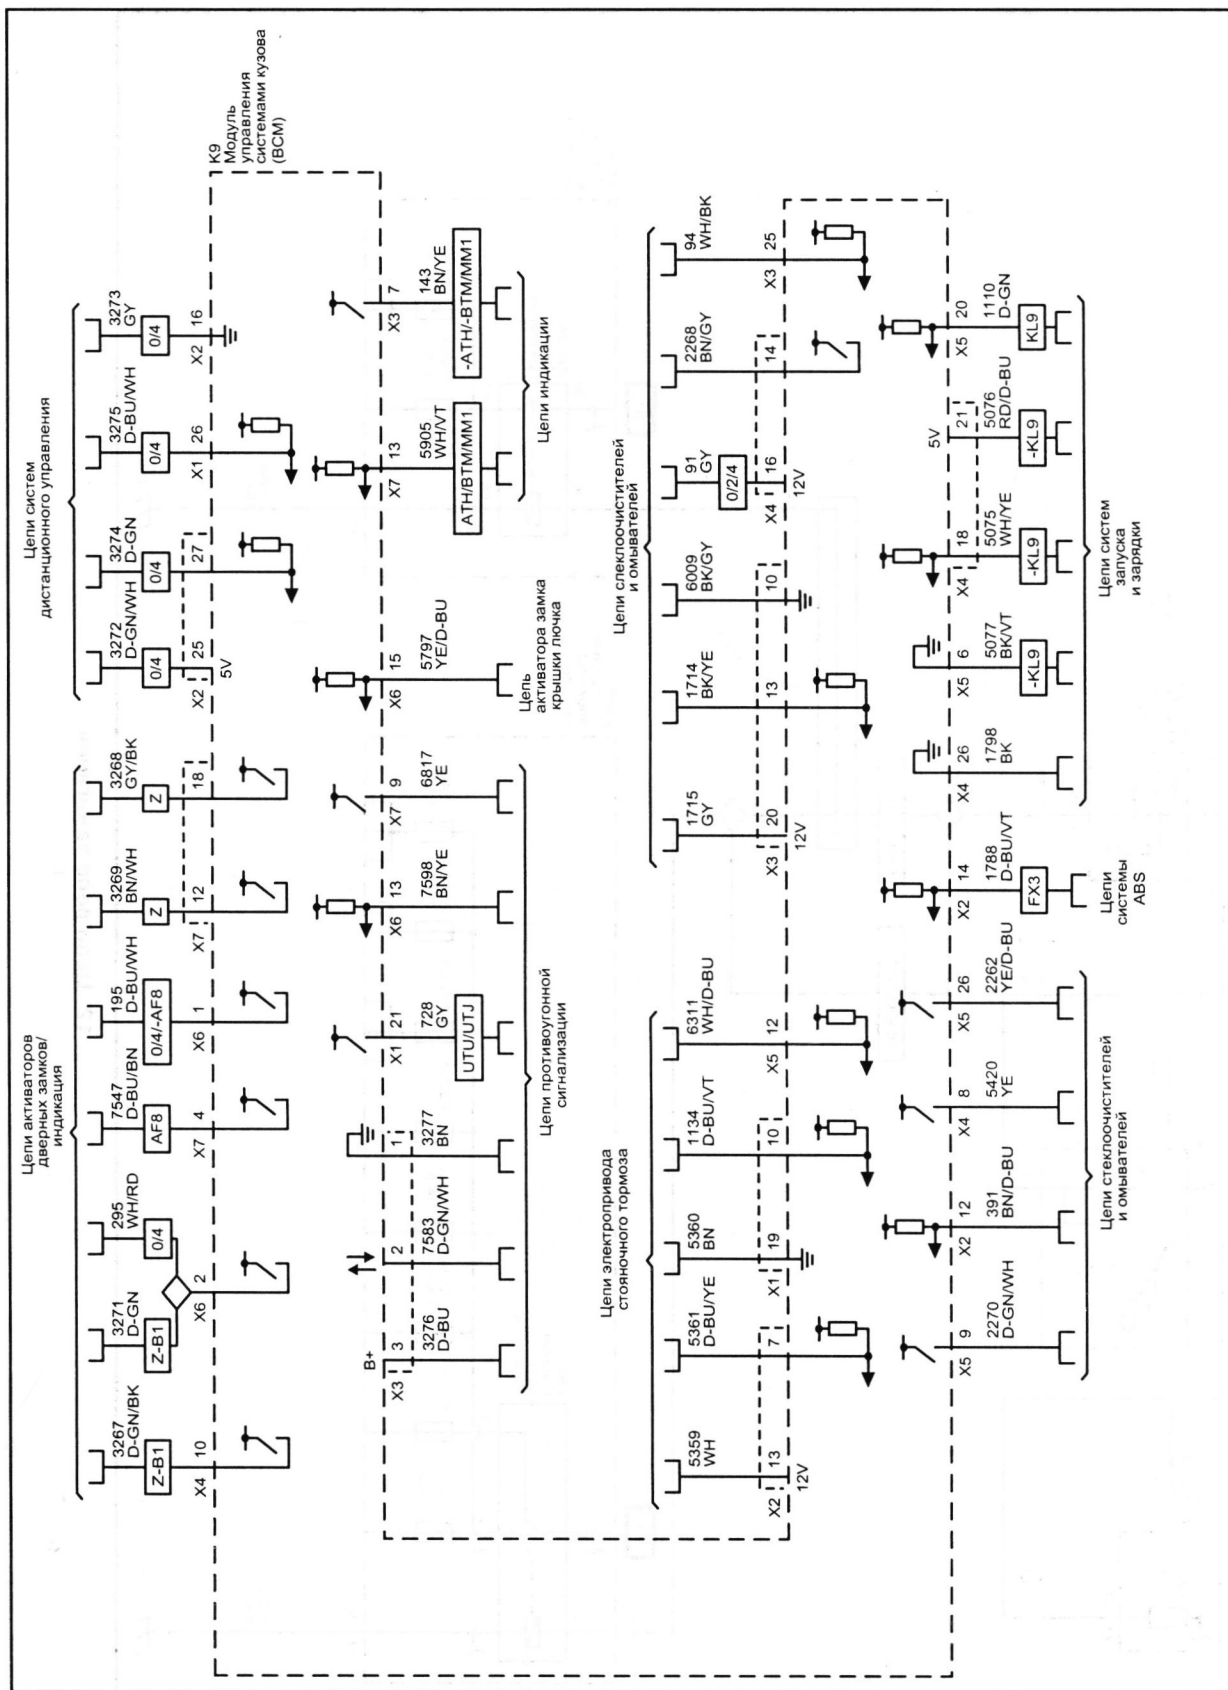 K9
Модуль
управления
системами кузова
(BCM)
Цепи активаторов
дверных замков/
индикация
3267
D-GN/BK
Z-B1
X4
10
3271
D-GN
Z-B1
295
WH/RD
0/4
X6
2
7547
D-BU/BN
AF8
X7
4
195
D-BU/WH
0/4/-AF8
X6
1
3269
BN/WH
Z
X7
12
3268
GY/BK
Z
18
Цепи систем
дистанционного управления
3272
D-GN/WH
0/4
X2
25
5V
3274
D-GN
0/4
27
3275
D-BU/WH
0/4
X1
26
3273
GY
0/4
X2
16
B+
X3
3
3276
D-BU
2
7583
D-GN/WH
1
3277
BN
X1
21
728
GY
UTU/UTJ
X6
13
7598
BN/YE
X7
9
6817
YE
Цепи противоугонной
сигнализации
X6
15
5797
YE/D-BU
Цепь
активатора замка
крышки лючка
X7
13
5905
WH/VT
ATH/BTM/MM1
X3
7
143
BN/YE
-ATH/-BTM/MM1
Цепи индикации
Цепи электропривода
стояночного тормоза
5359
WH
X2
13
12V
5361
D-BU/YE
7
5360
BN
X1
19
1134
D-BU/VT
10
6311
WH/D-BU
X5
12
Цепи слеклоочистителей
и омывателей
1715
GY
X3
20
12V
1714
BK/YE
13
6009
BK/GY
10
91
GY
0/2/4
X4
16
12V
2268
BN/GY
14
94
WH/BK
X3
25
X5
9
2270
D-GN/WH
X2
12
391
BN/D-BU
X4
8
5420
YE
X5
26
2262
YE/D-BU
Цепи стеклоочистителей
и омывателей
X2
14
1788
D-BU/VT
FX3
Цепи
системы
ABS
X4
26
1798
BK
X5
6
5077
BK/VT
-KL9
X4
18
5075
WH/YE
-KL9
5V
21
5076
RD/D-BU
-KL9
X5
20
1110
D-GN
KL9
Цепи систем
запуска
и зарядки